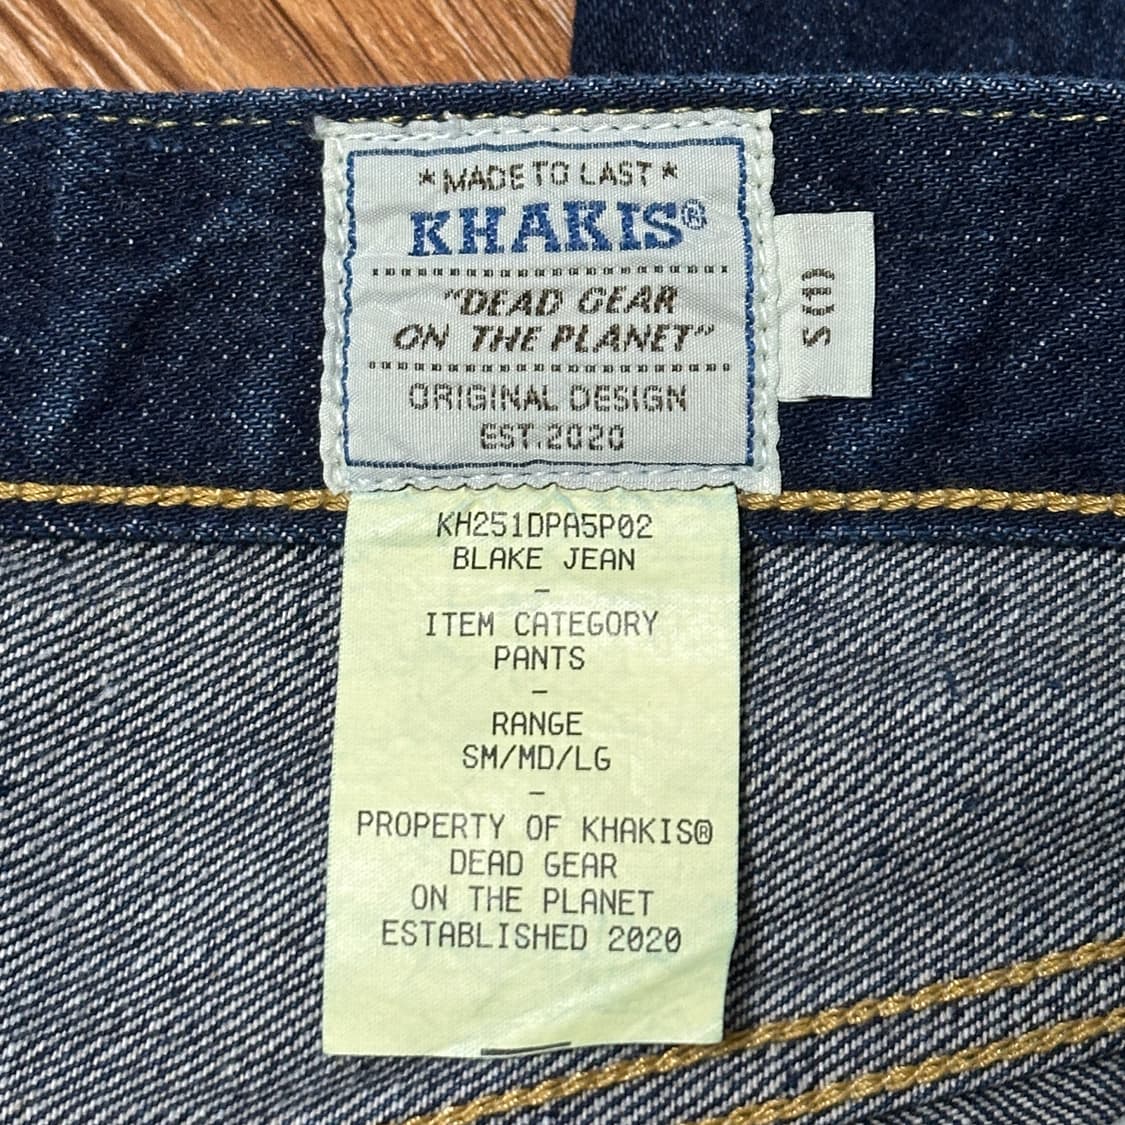 *MADE TO LAST*
KHAKIS®
"DEAD GEAR
ON THE PLANET"
ORIGINAL DESIGN
EST.2020
S(1)
KH251DPA5P02
BLAKE JEAN
-
ITEM CATEGORY
PANTS
-
RANGE
SM/MD/LG
-
PROPERTY OF KHAKIS®
DEAD GEAR
ON THE PLANET
ESTABLISHED 2020